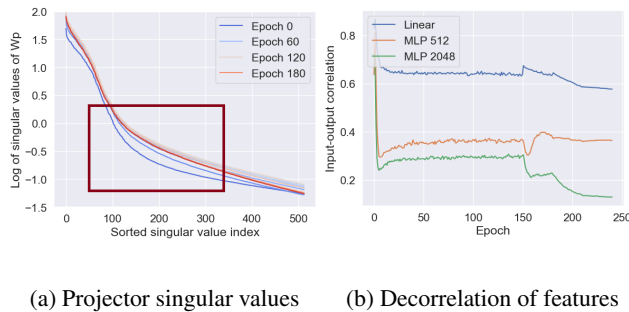 2.0
1.5
1.0
0.5
0.0
−0.5
−1.0
−1.5
Log of singular values of Wp
Epoch 0
Epoch 60
Epoch 120
Epoch 180
0 100 200 300 400 500
Sorted singular value index
0.8
0.6
0.4
0.2
Input-output correlation
Linear
MLP 512
MLP 2048
0 50 100 150 200 250
Epoch
(a) Projector singular values
(b) Decorrelation of features